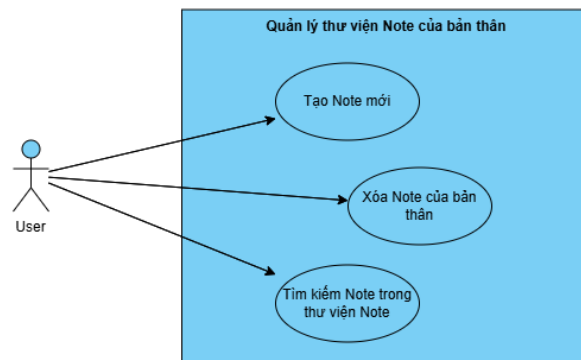 Quản lý thư viện Note của bản thân
Tạo Note mới
Xóa Note của bản
thân
User
Tìm kiếm Note trong
thư viện Note